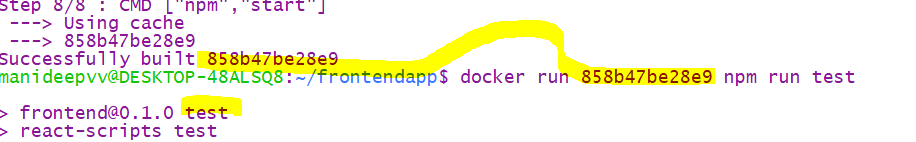 Step 8/8 : CMD ["npm","start"]
---> Using cache
---> 858b47be28e9
Successfully built 858b47be28e9
manideepvv@DESKTOP-48ALSQ8:~/frontendapp$ docker run 858b47be28e9 npm run test
> frontend@0.1.0 test
> react-scripts test